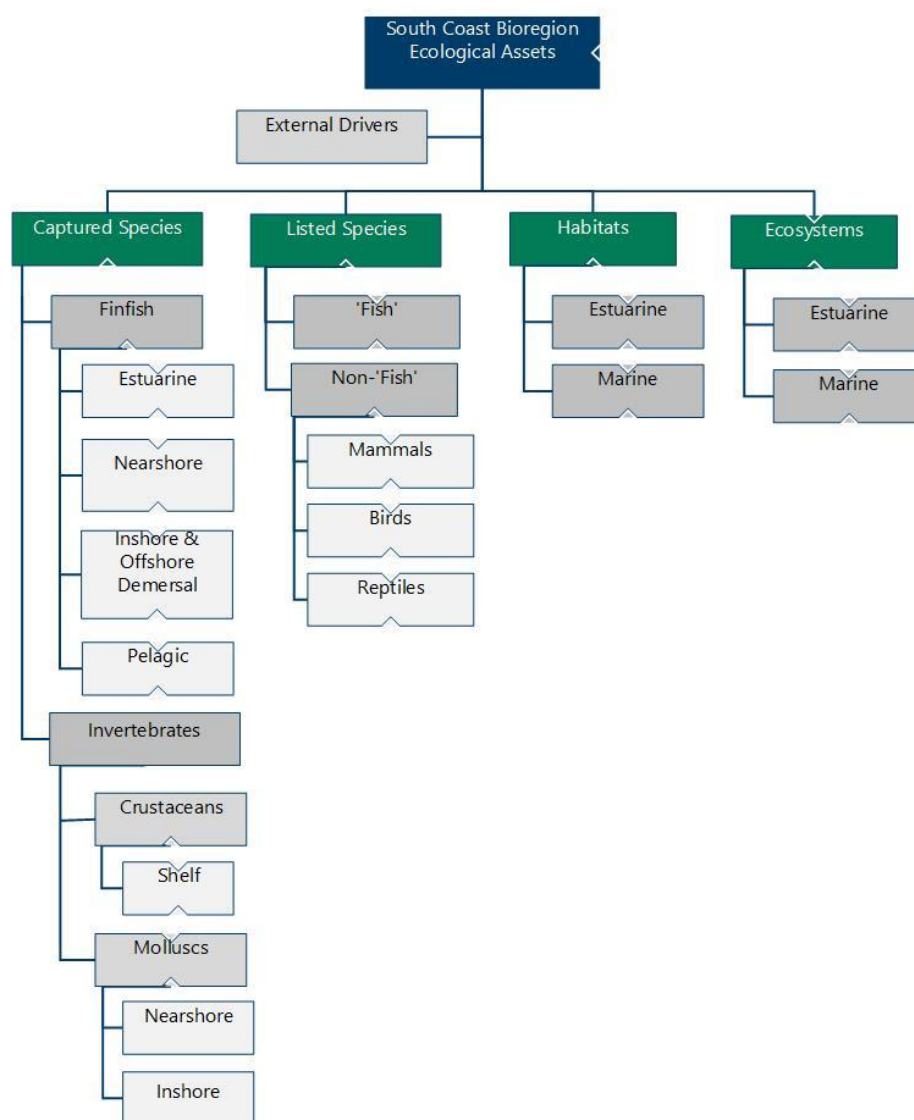 South Coast Bioregion
Ecological Assets
External Drivers
Captured Species
Listed Species
Habitats
Ecosystems
Finfish
'Fish'
Estuarine
Estuarine
Estuarine
Non-'Fish'
Marine
Marine
Nearshore
Mammals
Inshore &
Offshore
Demersal
Birds
Reptiles
Pelagic
Invertebrates
Crustaceans
Shelf
Molluscs
Nearshore
Inshore